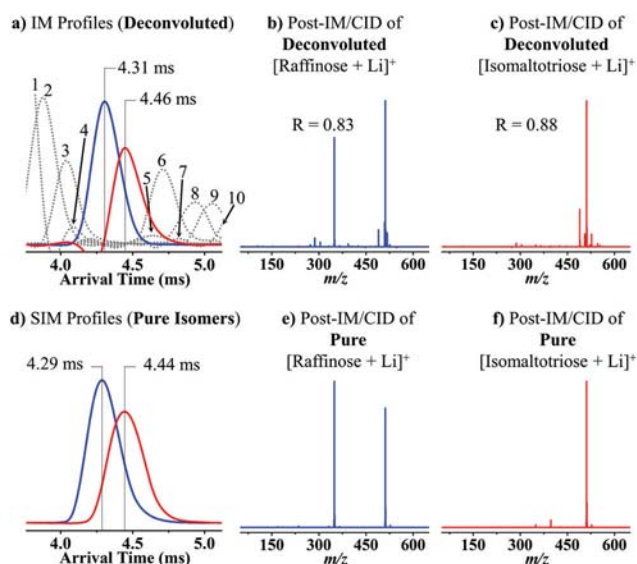 a) IM Profiles (Deconvoluted)
4.31 ms
4.46 ms
1
2
3
4
5
6
7
8
9
10
4.0 4.5 5.0
Arrival Time (ms)
b) Post-IM/CID of
Deconvoluted
[Raffinose + Li]+
R = 0.83
150 300 450 600
m/z
c) Post-IM/CID of
Deconvoluted
[Isomaltotriose + Li]+
R = 0.88
150 300 450 600
m/z
d) SIM Profiles (Pure Isomers)
4.29 ms 4.44 ms
4.0 4.5 5.0
Arrival Time (ms)
e) Post-IM/CID of
Pure
[Raffinose + Li]+
150 300 450 600
m/z
f) Post-IM/CID of
Pure
[Isomaltotriose + Li]+
150 300 450 600
m/z